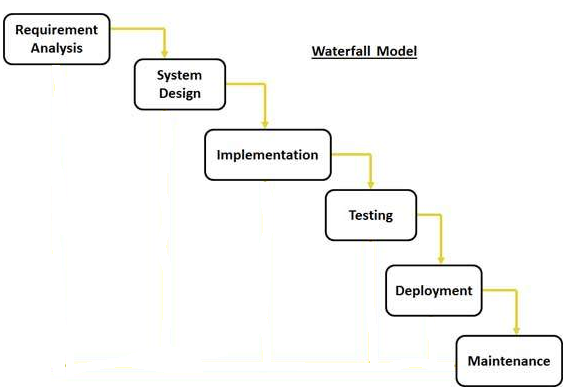 Requirement
Analysis
Waterfall Model
System
Design
Implementation
Testing
Deployment
Maintenance